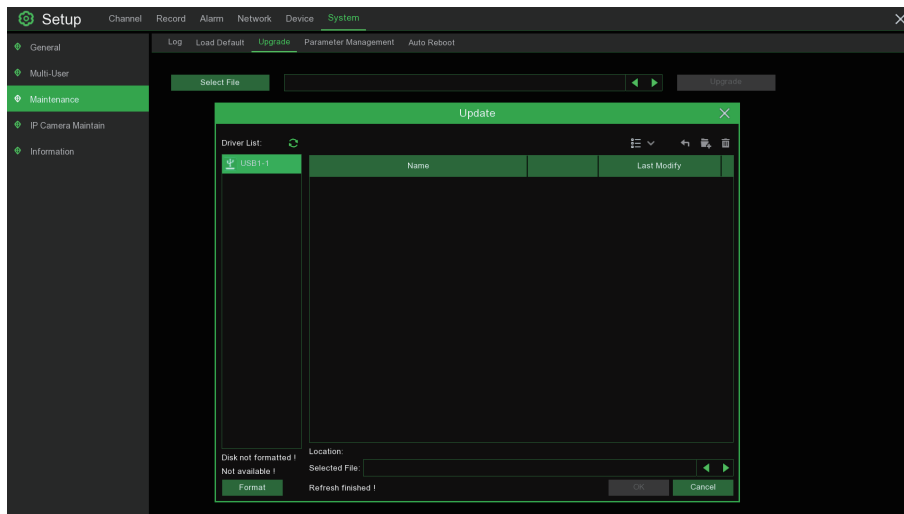 Setup Channel Record Alarm Network Device System
General
Multi-User
Maintenance
IP Camera Maintain
Information
Log Load Default Upgrade Parameter Management Auto Reboot
Select File Upgrade
Update
Driver List:
USB1-1
Name Last Modify
Disk not formatted !
Not available !
Format
Location:
Selected File:
Refresh finished !
OK Cancel